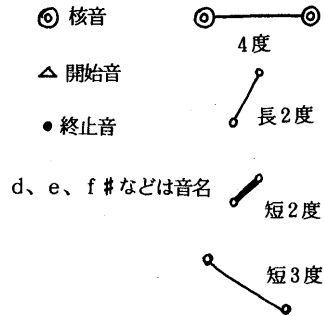 核音
4度
開始音
長2度
終止音
d、e、f#などは音名
短2度
短3度